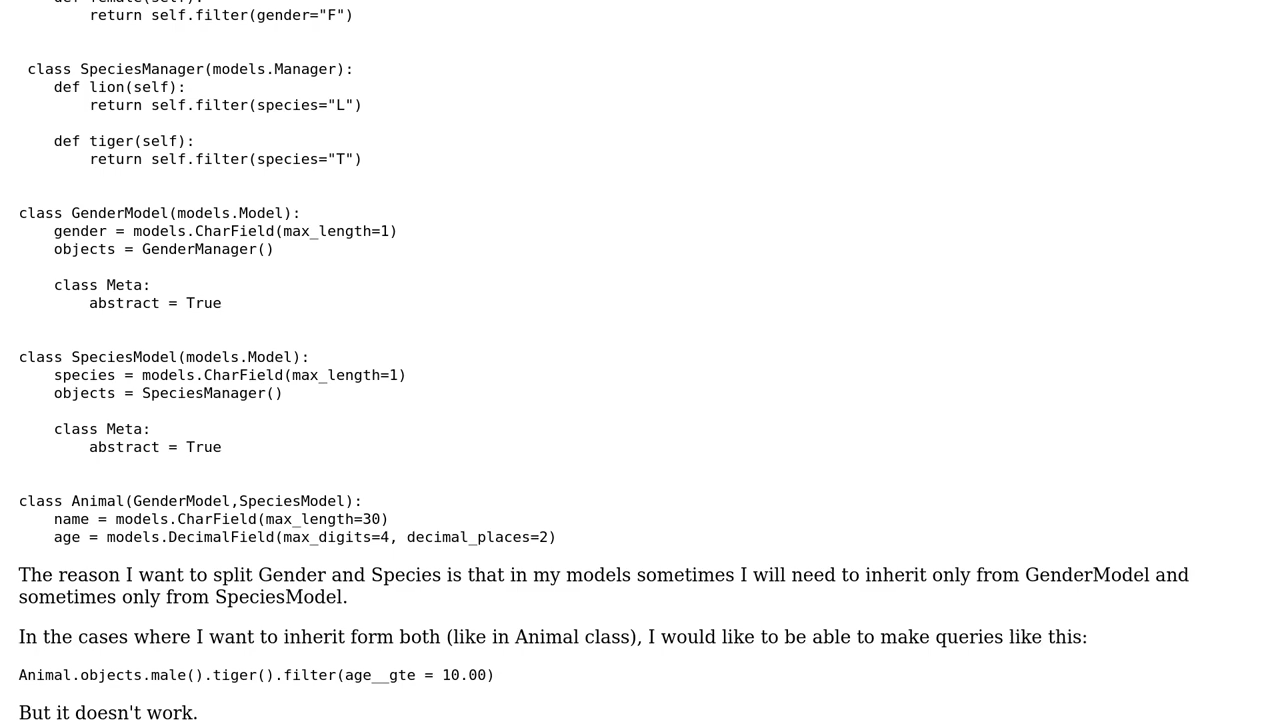 def female(self):
        return self.filter(gender="F")
 class SpeciesManager(models.Manager):
    def lion(self):
        return self.filter(species="L")
    def tiger(self):
        return self.filter(species="T")
class GenderModel(models.Model):
    gender = models.CharField(max_length=1)
    objects = GenderManager()
    class Meta:
        abstract = True
class SpeciesModel(models.Model):
    species = models.CharField(max_length=1)
    objects = SpeciesManager()
    class Meta:
        abstract = True
class Animal(GenderModel,SpeciesModel):
    name = models.CharField(max_length=30)
    age = models.DecimalField(max_digits=4, decimal_places=2)
The reason I want to split Gender and Species is that in my models sometimes I will need to inherit only from GenderModel and
sometimes only from SpeciesModel.
In the cases where I want to inherit form both (like in Animal class), I would like to be able to make queries like this:
Animal.objects.male().tiger().filter(age__gte = 10.00)
But it doesn't work.